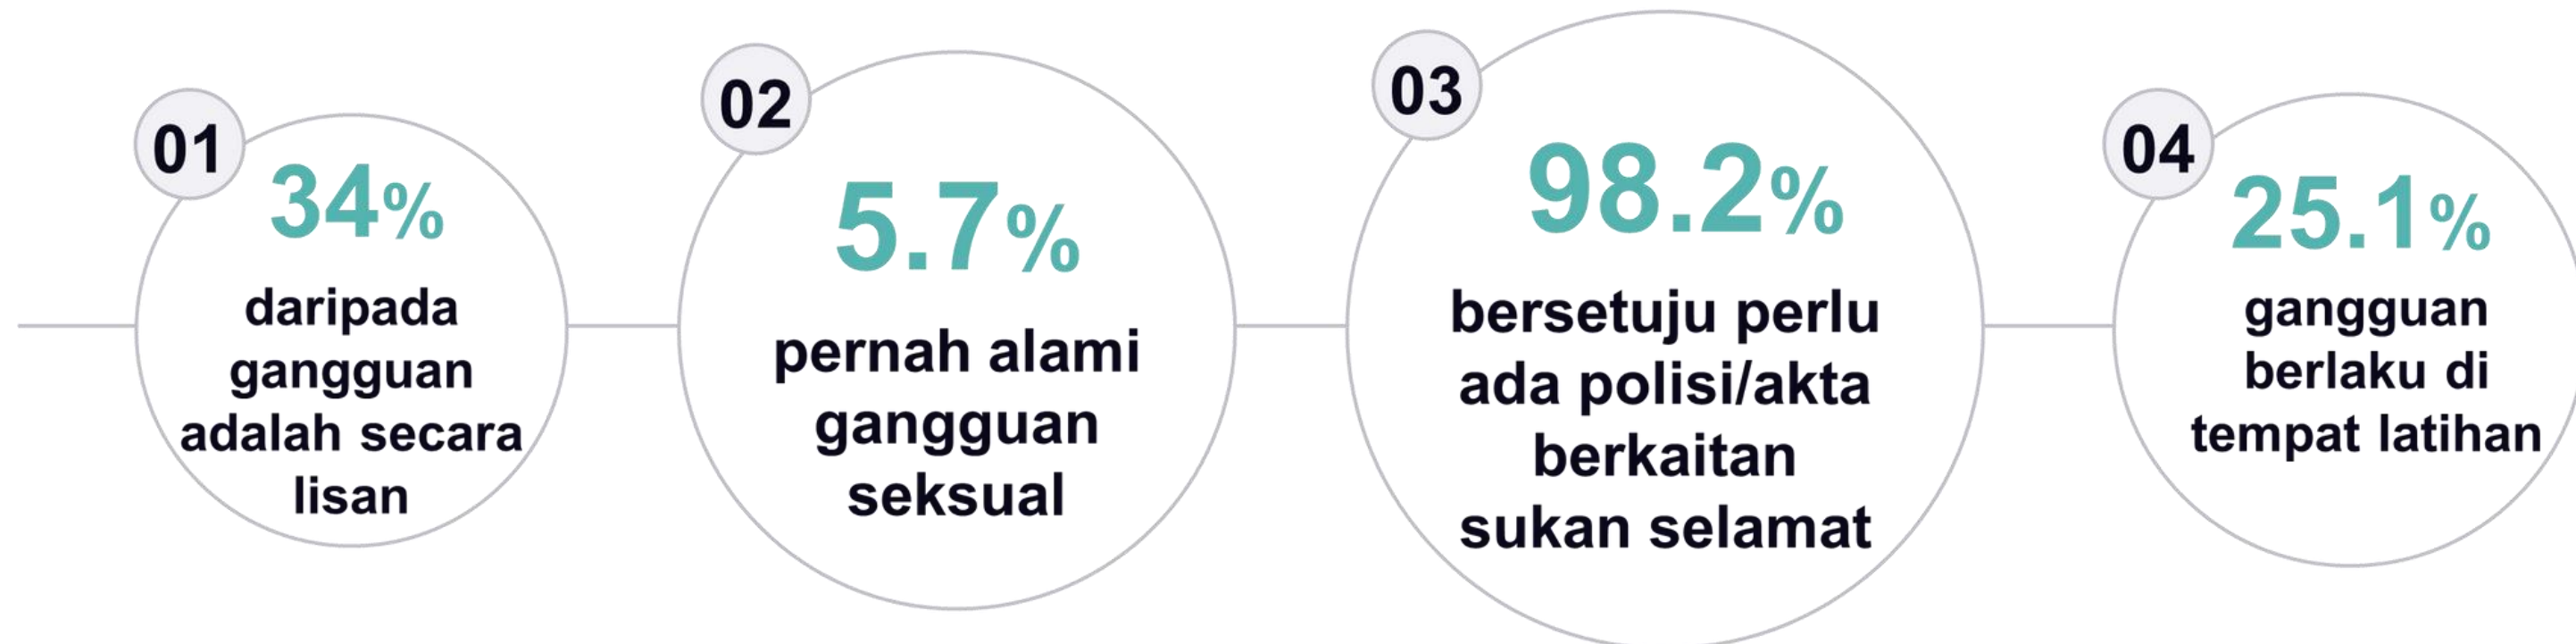 01
34%
daripada
gangguan
adalah secara
lisan
02
5.7%
pernah alami
gangguan
seksual
03
98.2%
bersetuju perlu
ada polisi/akta
berkaitan
sukan selamat
04
25.1%
gangguan
berlaku di
tempat latihan